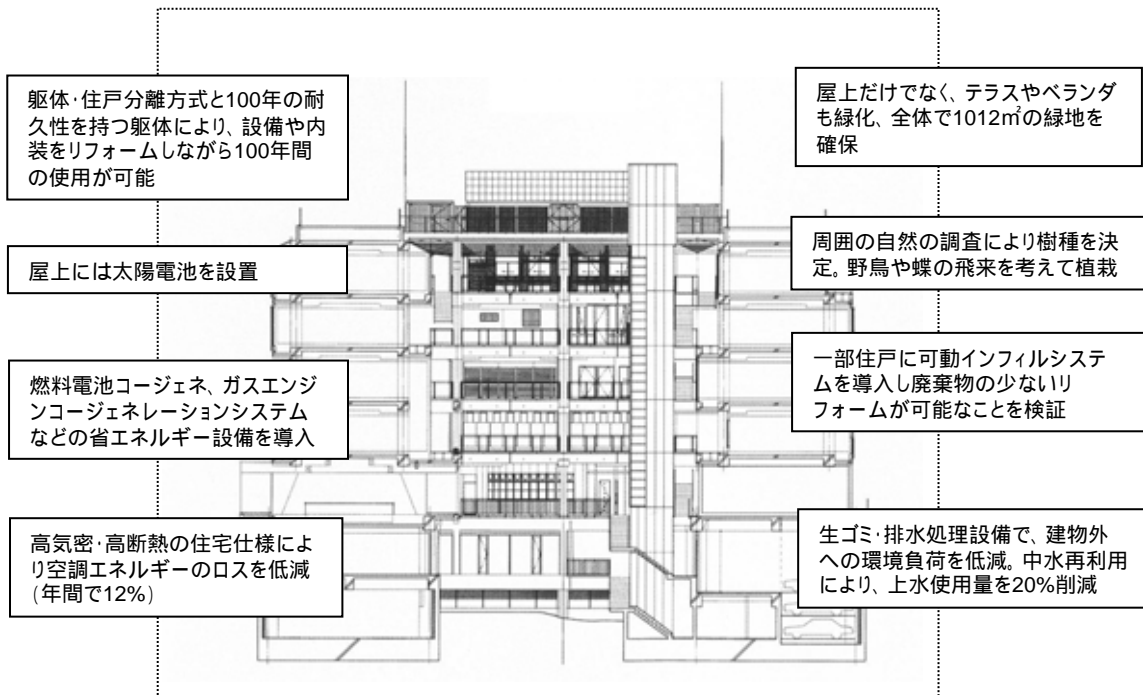 躯体・住戸分離方式と100年の耐
久性を持つ躯体により、設備や内
装をリフォームしながら100年間
の使用が可能
屋上には太陽電池を設置
燃料電池コージェネ、ガスエンジ
ンコージェネレーションシステム
などの省エネルギー設備を導入
高気密・高断熱の住宅仕様によ
り空調エネルギーのロスを低減
（年間で12%）
屋上だけでなく、テラスやベランダ
も緑化、全体で1012㎡の緑地を
確保
周囲の自然の調査により樹種を決
定。野鳥や蝶の飛来を考えて植栽
一部住戸に可動インフィルシステ
ムを導入し廃棄物の少ないリ
フォームが可能なことを検証
生ゴミ・排水処理設備で、建物外
への環境負荷を低減。中水再利用
により、上水使用量を20%削減